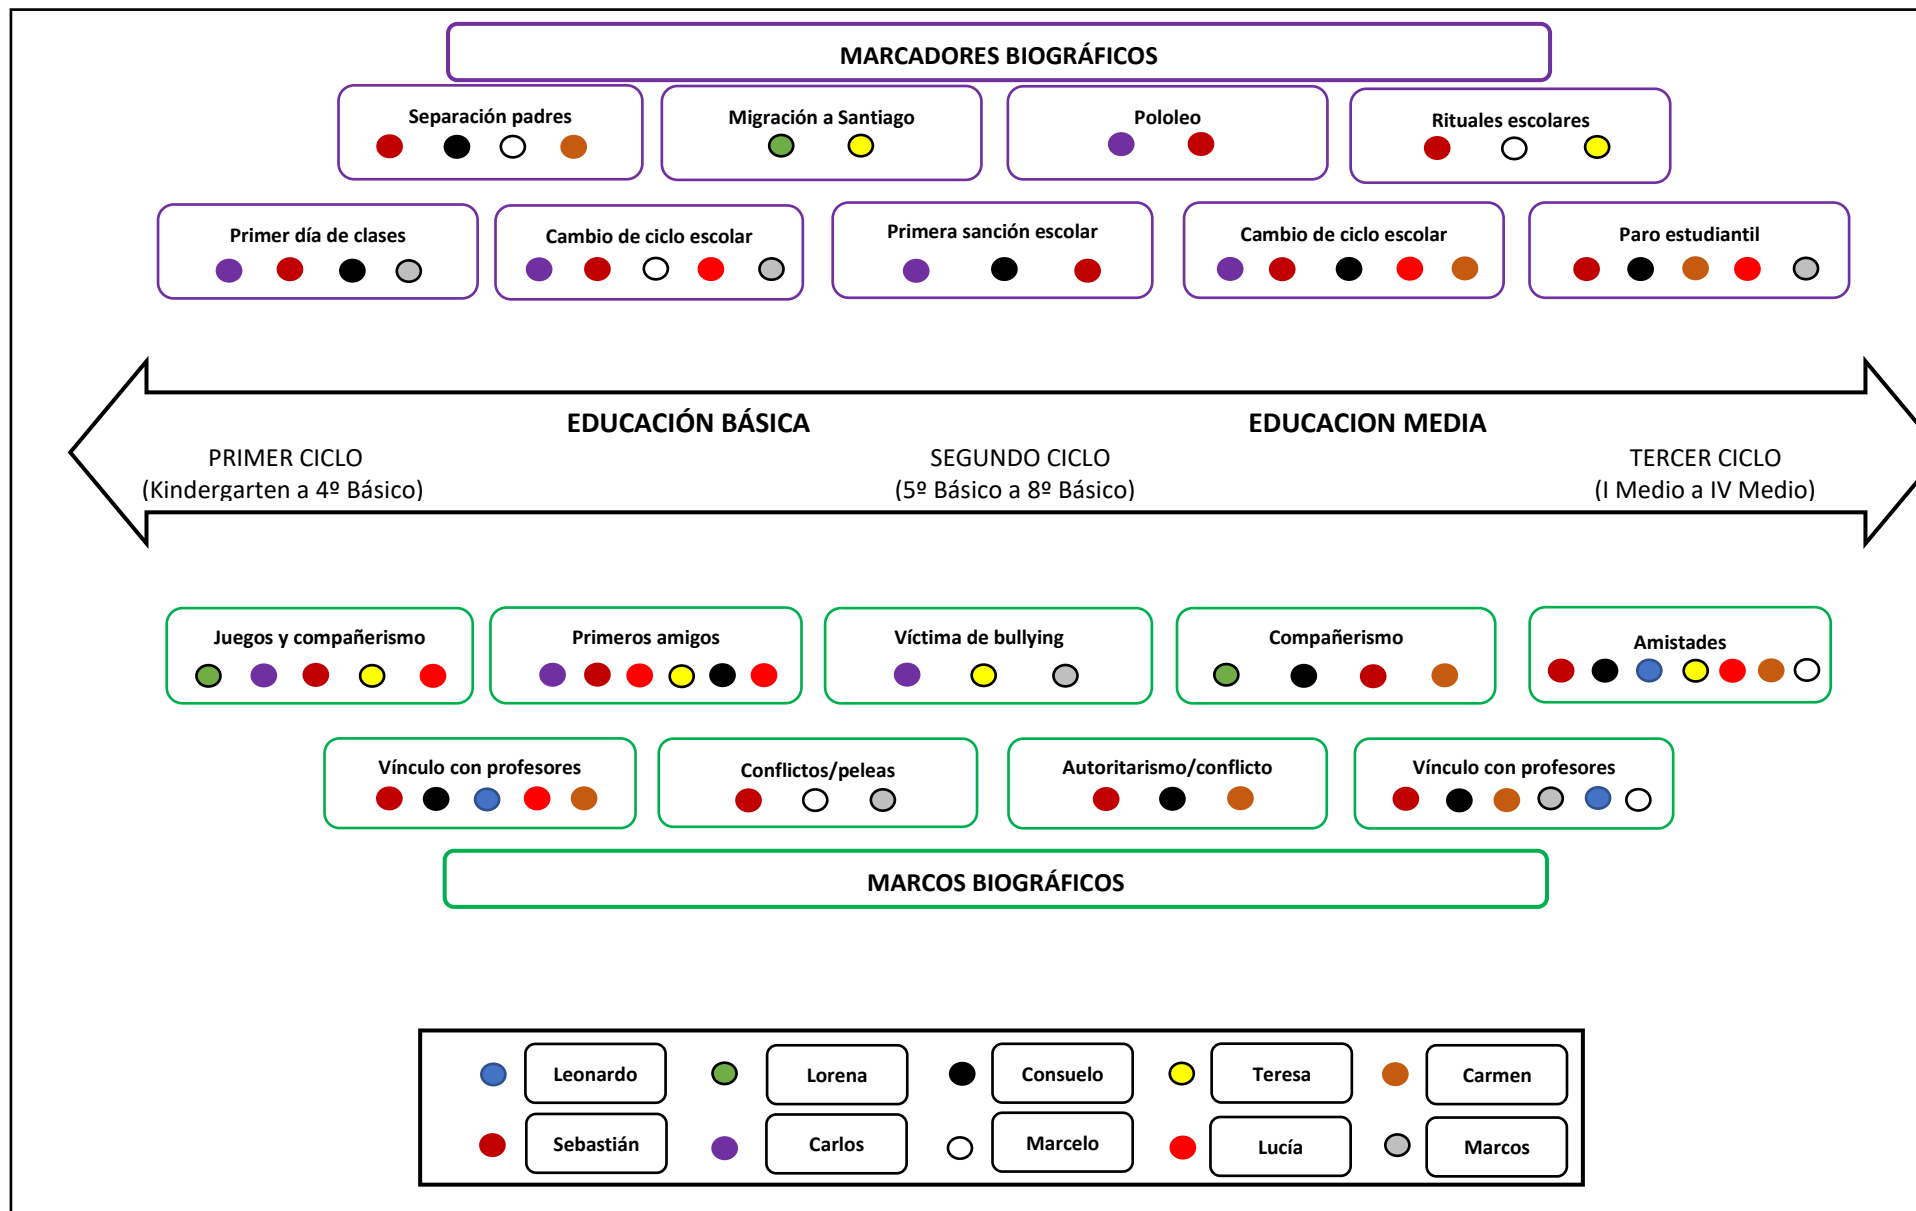 MARCADORES BIOGRÁFICOS
Separación padres
Migración a Santiago
Pololeo
Rituales escolares
Primer día de clases
Cambio de ciclo escolar
Primera sanción escolar
Cambio de ciclo escolar
Paro estudiantil
EDUCACIÓN BÁSICA
EDUCACION MEDIA
PRIMER CICLO
(Kindergarten a 4º Básico)
SEGUNDO CICLO
(5º Básico a 8º Básico)
TERCER CICLO
(I Medio a IV Medio)
Juegos y compañerismo
Primeros amigos
Víctima de bullying
Compañerismo
Amistades
Vínculo con profesores
Conflictos/peleas
Autoritarismo/conflicto
Vínculo con profesores
MARCOS BIOGRÁFICOS
Leonardo
Lorena
Consuelo
Teresa
Carmen
Sebastián
Carlos
Marcelo
Lucía
Marcos